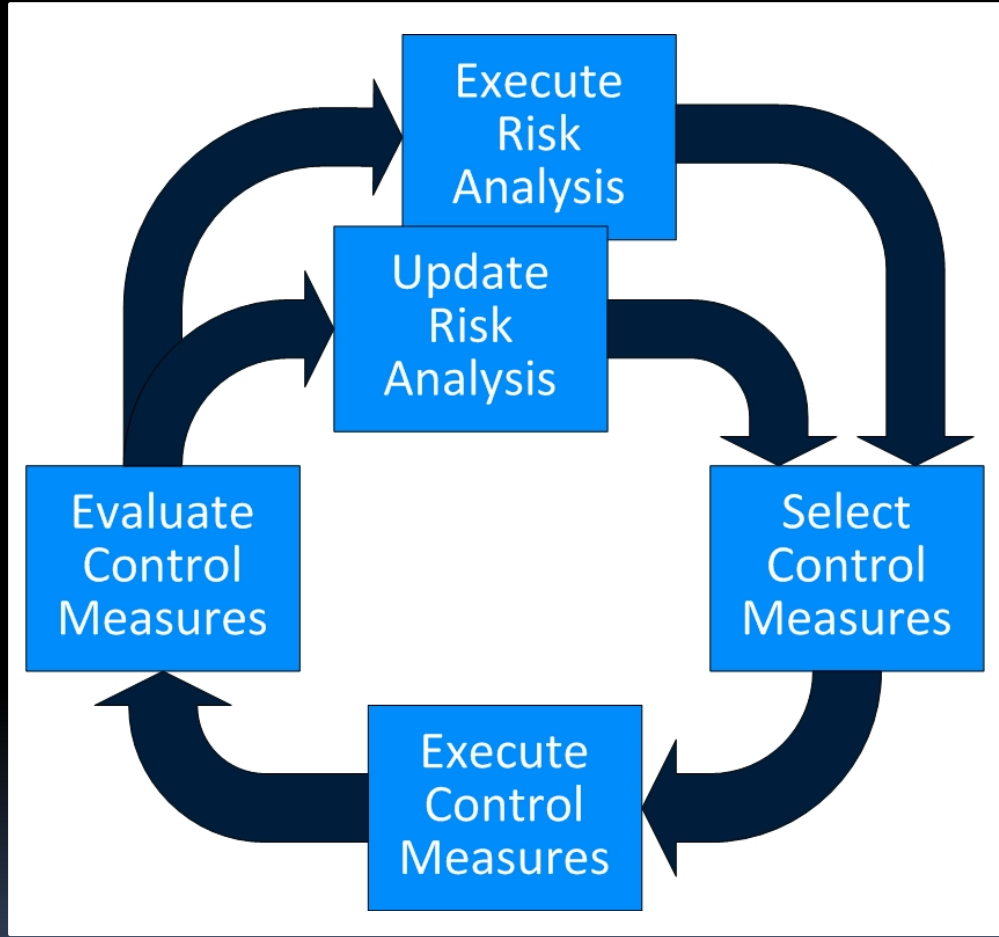 Execute
Risk
Analysis
Update
Risk
Analysis
Evaluate
Control
Measures
Select
Control
Measures
Execute
Control
Measures